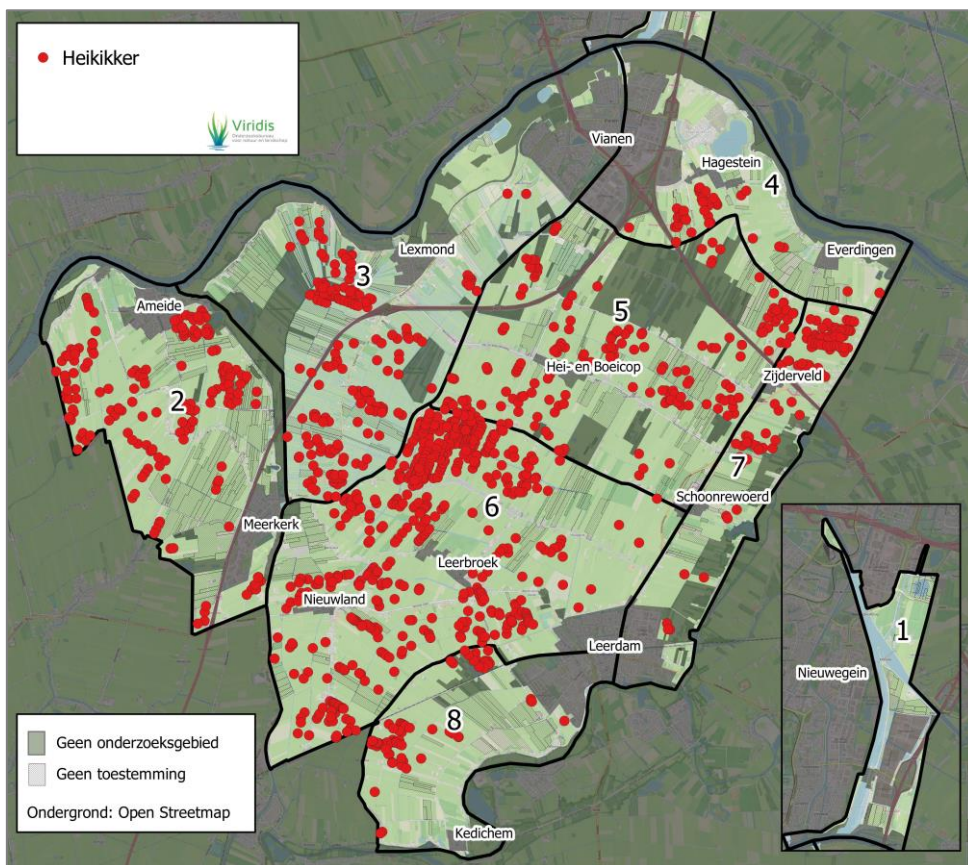 Heikikker
Viridis
Vianen
Hagestein
4
Everdingen
Lexmond
3
Ameide
5
Hei- en Boeicop
Zijderveld
2
7
6
Schoonrewoerd
Meerkerk
Leerbroek
Nieuwland
Leerdam
1
Nieuwegein
8
Kedichem
Geen onderzoeksgebied
Geen toestemming
Ondergrond: Open Streetmap